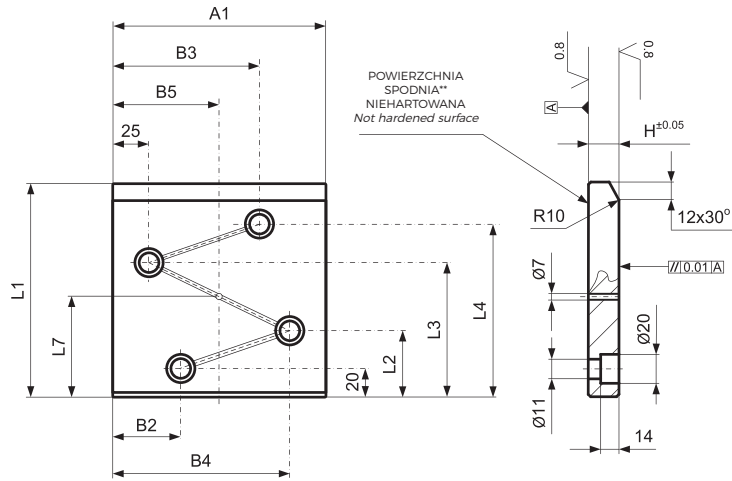 A1
B3
B5
25
L1
L7
L4
L3
L2
20
B2
B4
POWIERZCHNIA
SPODNIA**
NIEHARTOWANA
Not hardened surface
0.8
0.8
A
H±0.05
R10
12x30°
// 0.01 A
Ø7
Ø20
Ø11
14